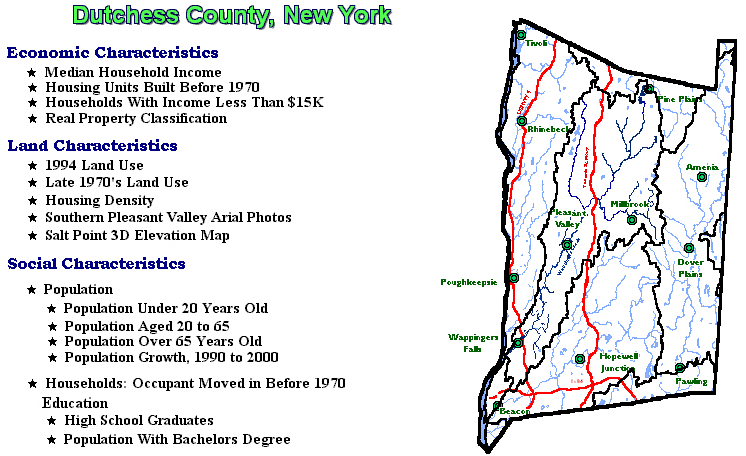 Dutchess County, New York
Economic Characteristics
Median Household Income
Housing Units Built Before 1970
Households With Income Less Than $15K
Real Property Classification
Land Characteristics
1994 Land Use
Late 1970's Land Use
Housing Density
Southern Pleasant Valley Arial Photos
Salt Point 3D Elevation Map
Social Characteristics
Population
Population Under 20 Years Old
Population Aged 20 to 65
Population Over 65 Years Old
Population Growth, 1990 to 2000
Households: Occupant Moved in Before 1970
Education
High School Graduates
Population With Bachelors Degree
Tivoli
Pine Plains
Rhinebeck
Amenia
Millbrook
Pleasant
Valley
Dover
Plains
Poughkeepsie
Wappingers
Falls
Hopewell
Junction
Pawling
Beacon